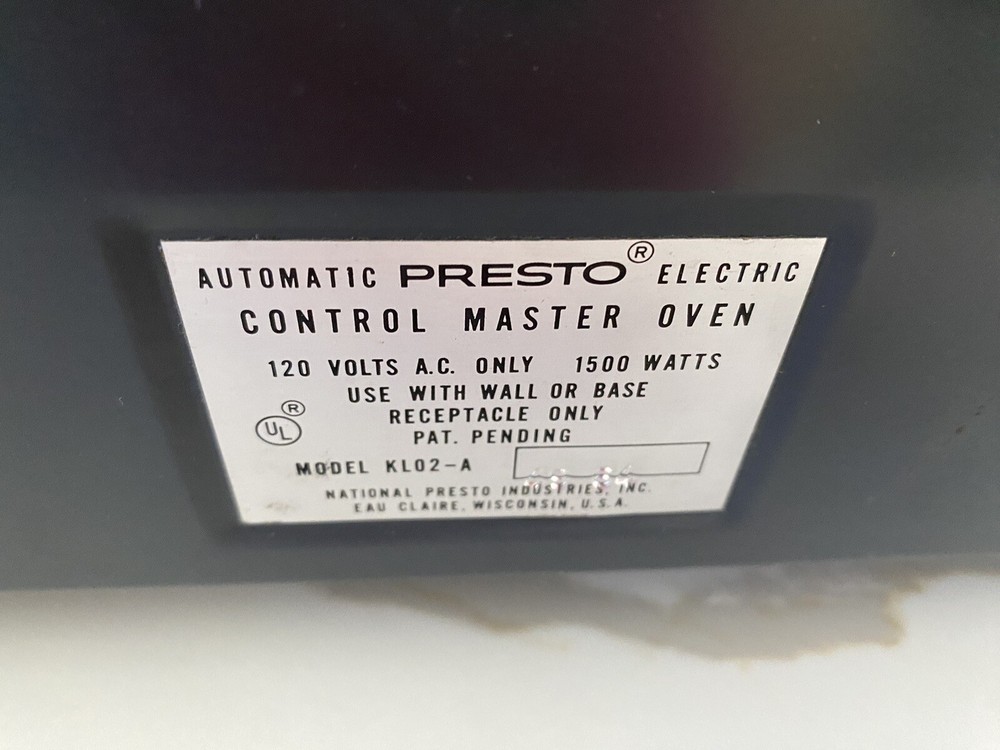 AUTOMATIC PRESTO® ELECTRIC
CONTROL MASTER OVEN
120 VOLTS A.C. ONLY 1500 WATTS
USE WITH WALL OR BASE
RECEPTACLE ONLY
UL®
PAT. PENDING
MODEL KL02-A
NATIONAL PRESTO INDUSTRIES, INC.
EAU CLAIRE, WISCONSIN, U.S.A.